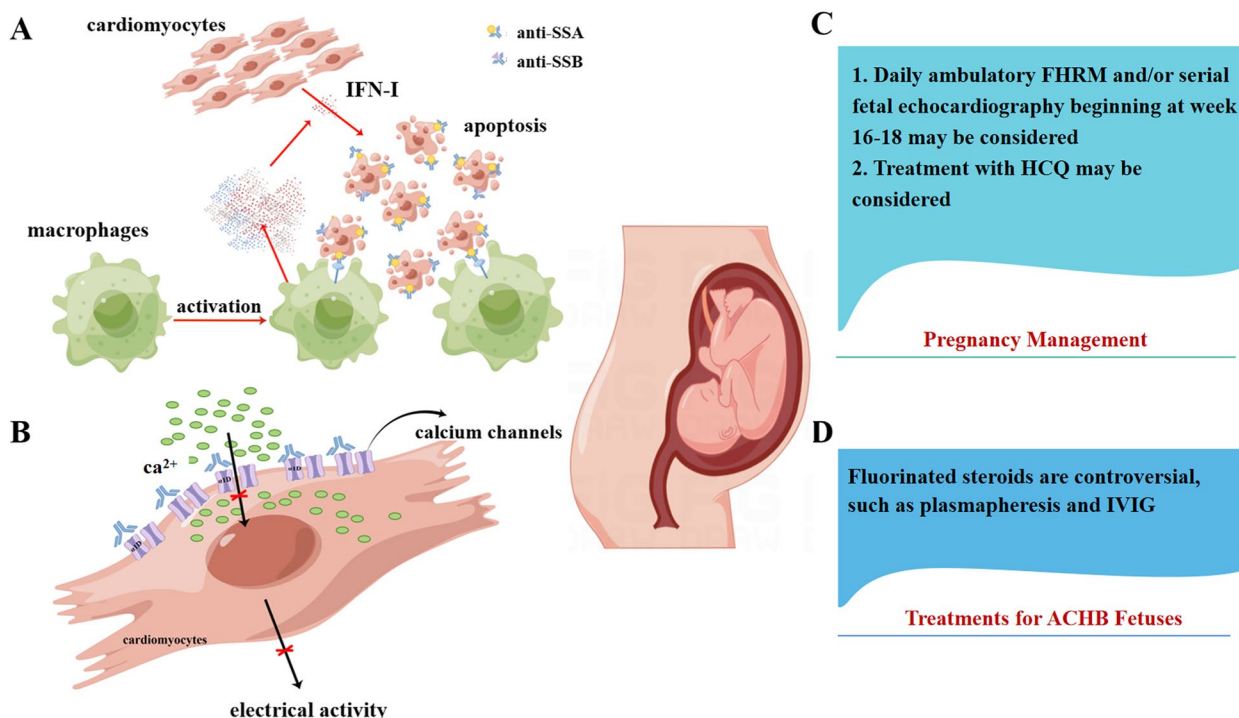 A
cardiomyocytes
anti-SSA
anti-SSB
IFN-I
apoptosis
macrophages
activation
B
ca²⁺
calcium channels
α1D
α1D
α1D
cardiomyocytes
electrical activity
C
1. Daily ambulatory FHRM and/or serial
fetal echocardiography beginning at week
16-18 may be considered
2. Treatment with HCQ may be
considered
Pregnancy Management
D
Fluorinated steroids are controversial,
such as plasmapheresis and IVIG
Treatments for ACHB Fetuses